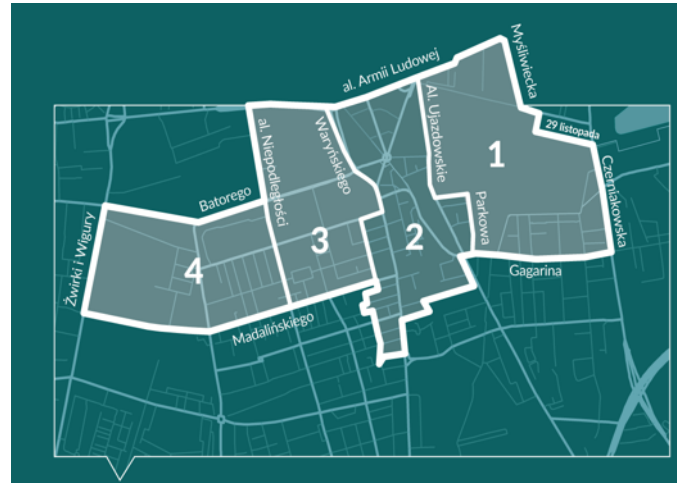 al. Armii Ludowej
Myśliwiecka
Al. Ujazdowskie
29 listopada
1
Waryńskiego
al. Niepodległości
Czerniakowska
Parkowa
Batorego
2
3
4
Żwirki i Wigury
Gagarina
Madalińskiego